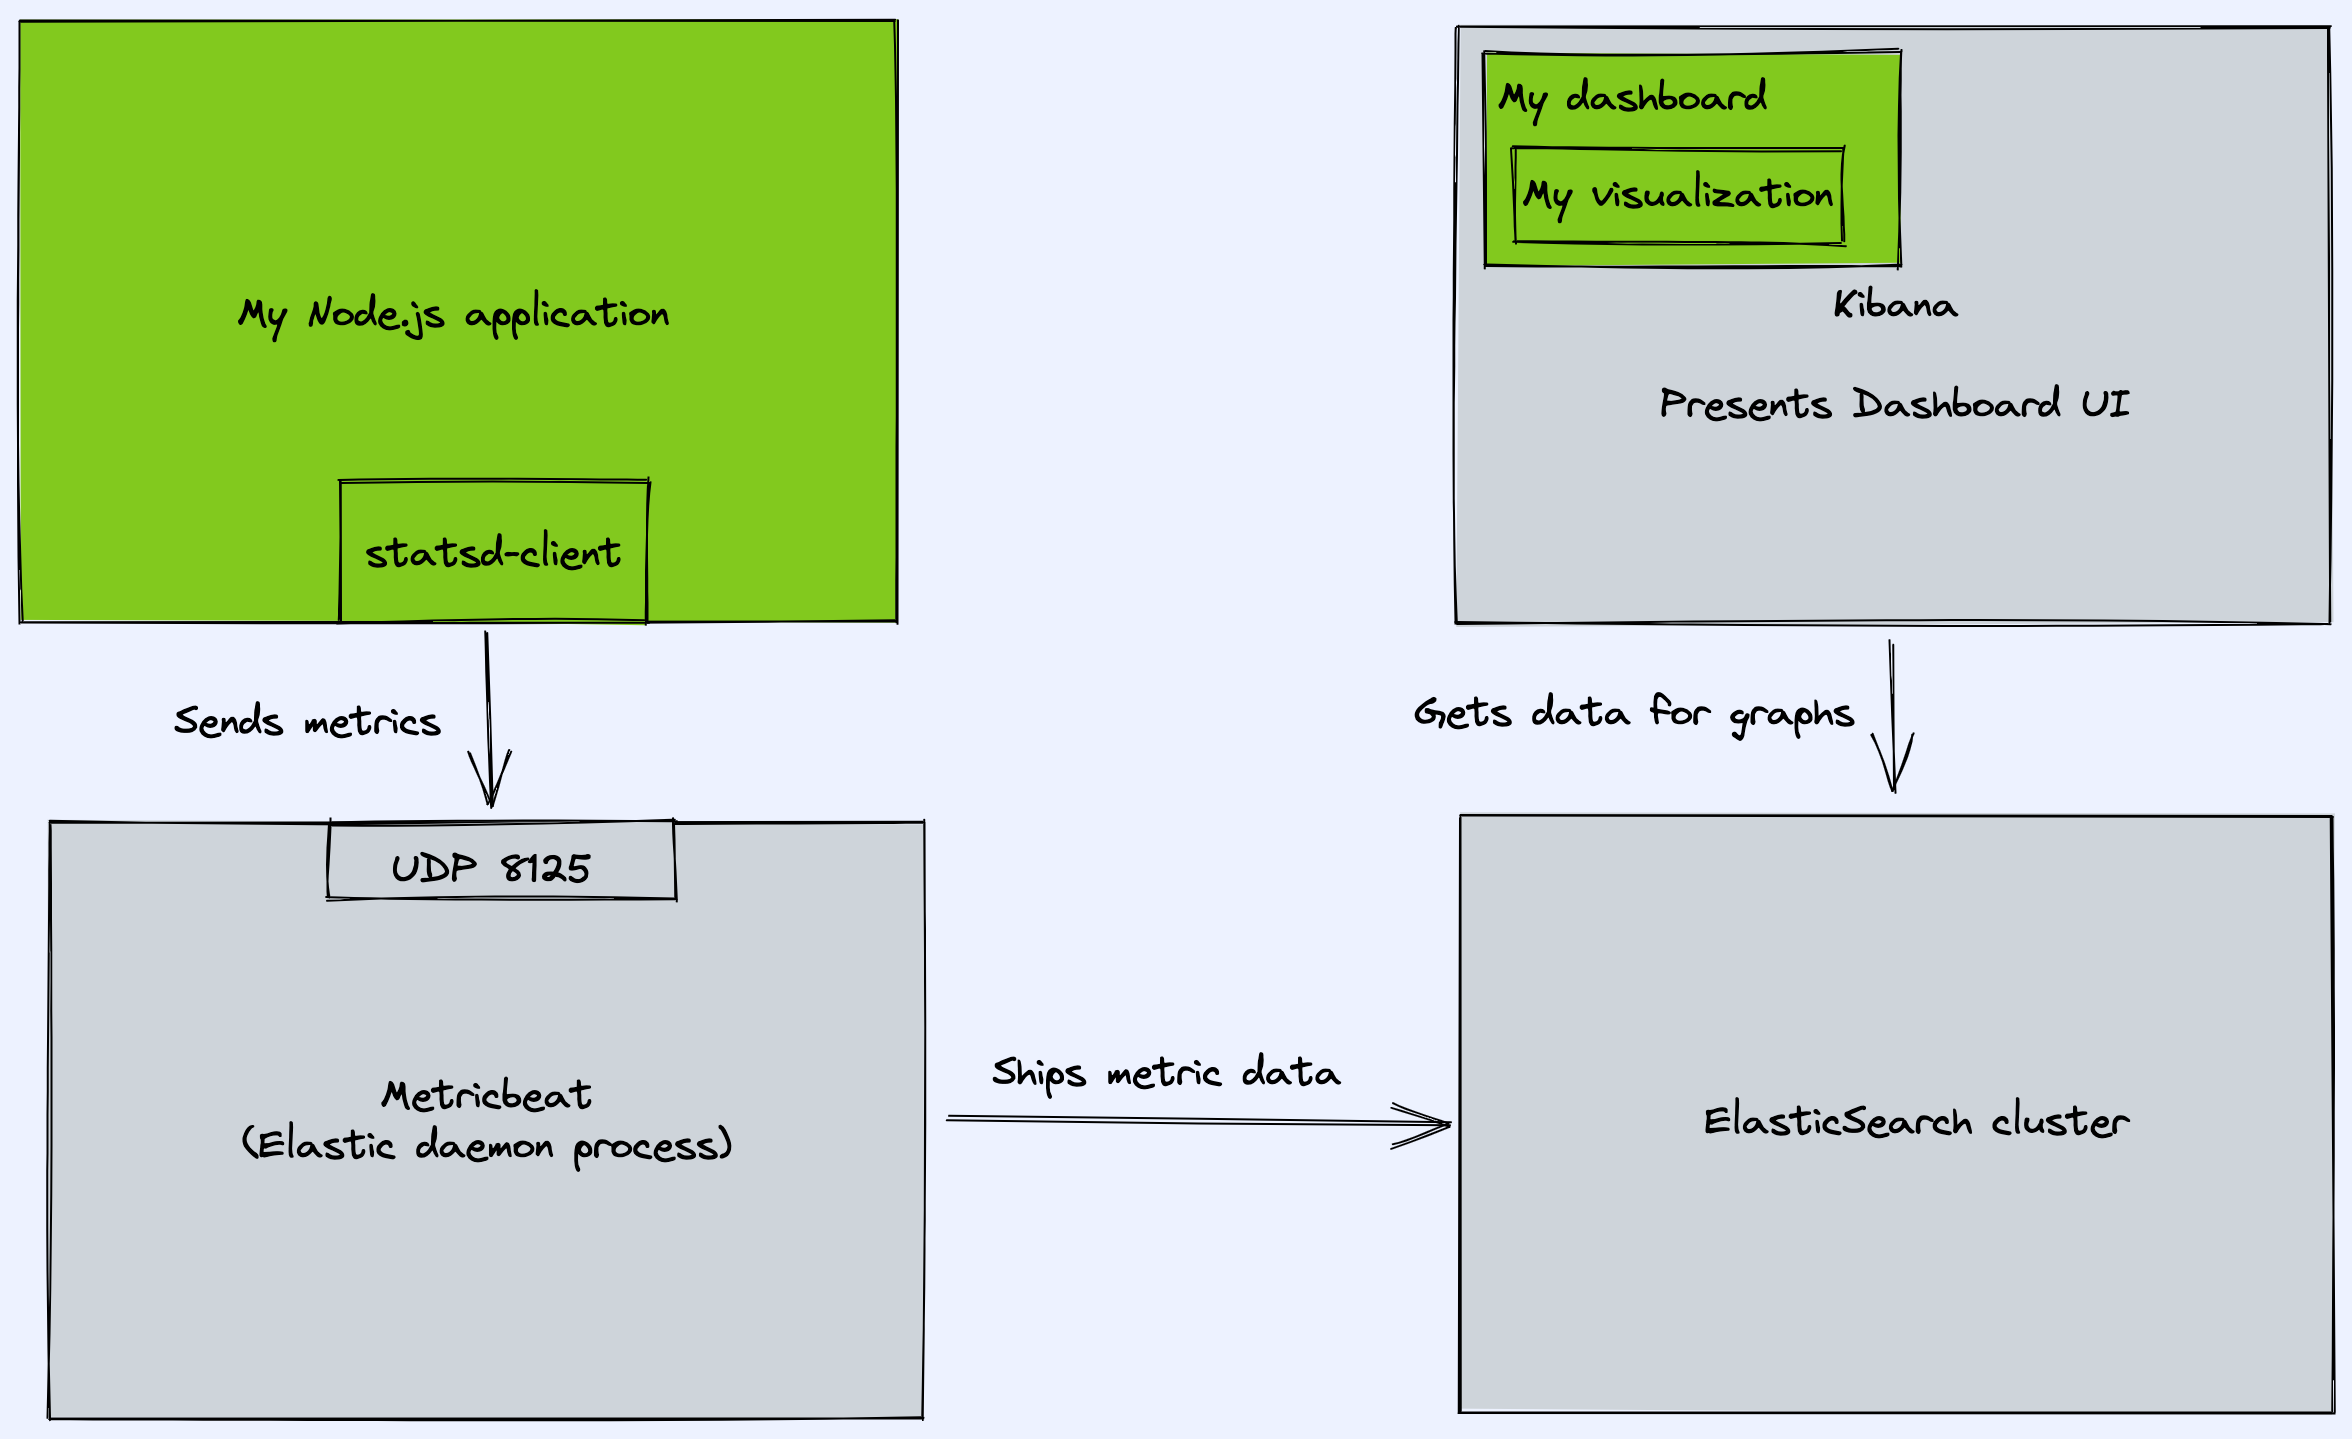 My Node.js application
statsd-client
Sends metrics
UDP 8125
Metricbeat
(Elastic daemon process)
Ships metric data
My dashboard
My visualization
Kibana
Presents Dashboard UI
Gets data for graphs
ElasticSearch cluster